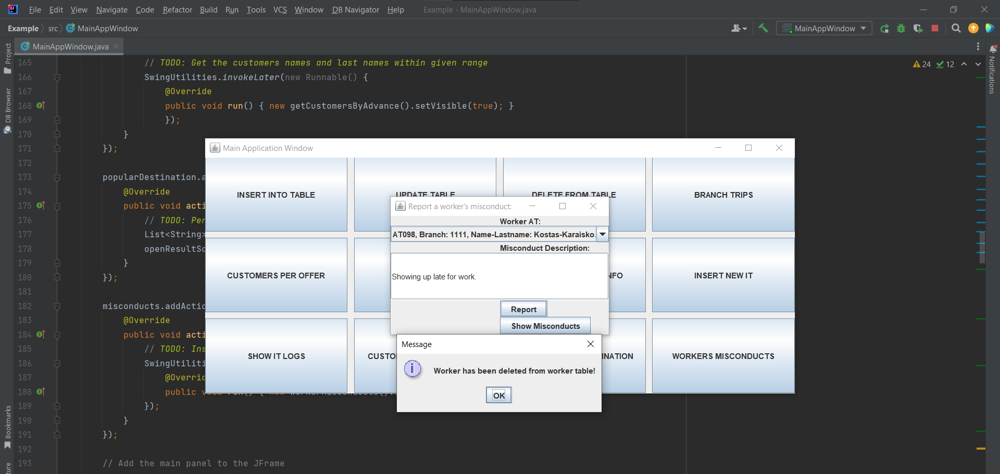 File Edit View Navigate Code Refactor Build Run Tools VCS Window DB Navigator Help Example - MainAppWindow.java
Example src MainAppWindow MainAppWindow
MainAppWindow.java
Project
DB Browser
Bookmarks
Notifications
24 12
165 // TODO: Get the customers names and last names within given range
166 SwingUtilities.invokeLater(new Runnable() {
167 @Override
168 public void run() { new getCustomersByAdvance().setVisible(true); }
169 });
170 }
171 });
172
173 popularDestination.a
174 @Override
175 public void acti
176 // TODO: Per
177 List<String>
178 openResultSc
179 }
180 });
181
182 misconducts.addActio
183 @Override
184 public void acti
185 // TODO: Ins
186 SwingUtiliti
187 @Overrid
188 public v
189 });
190 }
191 });
192
193 // Add the main panel to the JFrame
Main Application Window
INSERT INTO TABLE UPDATE TABLE DELETE FROM TABLE BRANCH TRIPS
CUSTOMERS PER OFFER NFO INSERT NEW IT
SHOW IT LOGS CUSTO INATION WORKERS MISCONDUCTS
Report a worker's misconduct:
Worker AT:
AT098, Branch: 1111, Name-Lastname: Kostas-Karaisko.
Misconduct Description:
Showing up late for work.
Report
Show Misconducts
Message
Worker has been deleted from worker table!
OK